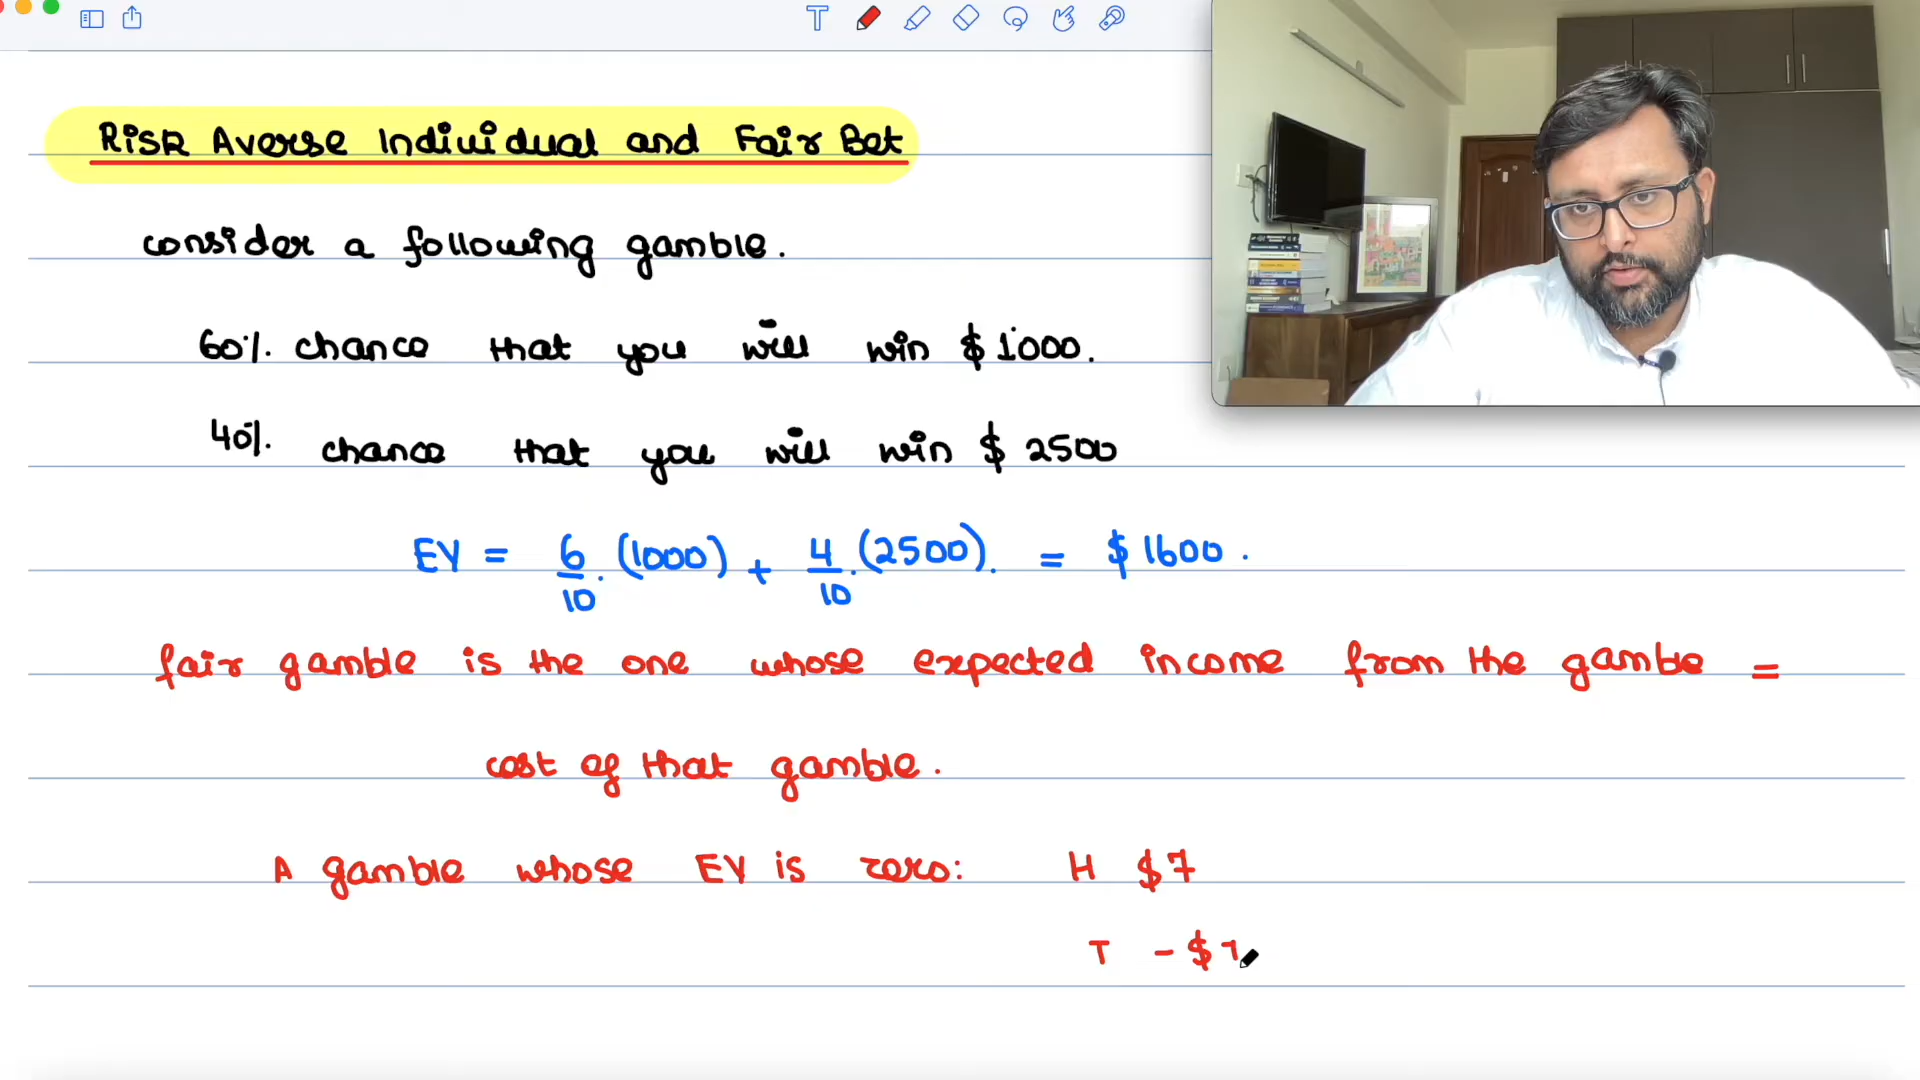 Risk Averse Individual and Fair Bet
consider a following gamble.
60%. chance that you will win $ 1000.
40%. chance that you will win $ 2500
EV = 6/10 . (1000) + 4/10 . (2500). = $ 1600.
fair gamble is the one whose expected income from the gamble =
cost of that gamble.
A gamble whose EV is zero: H $7
T - $7